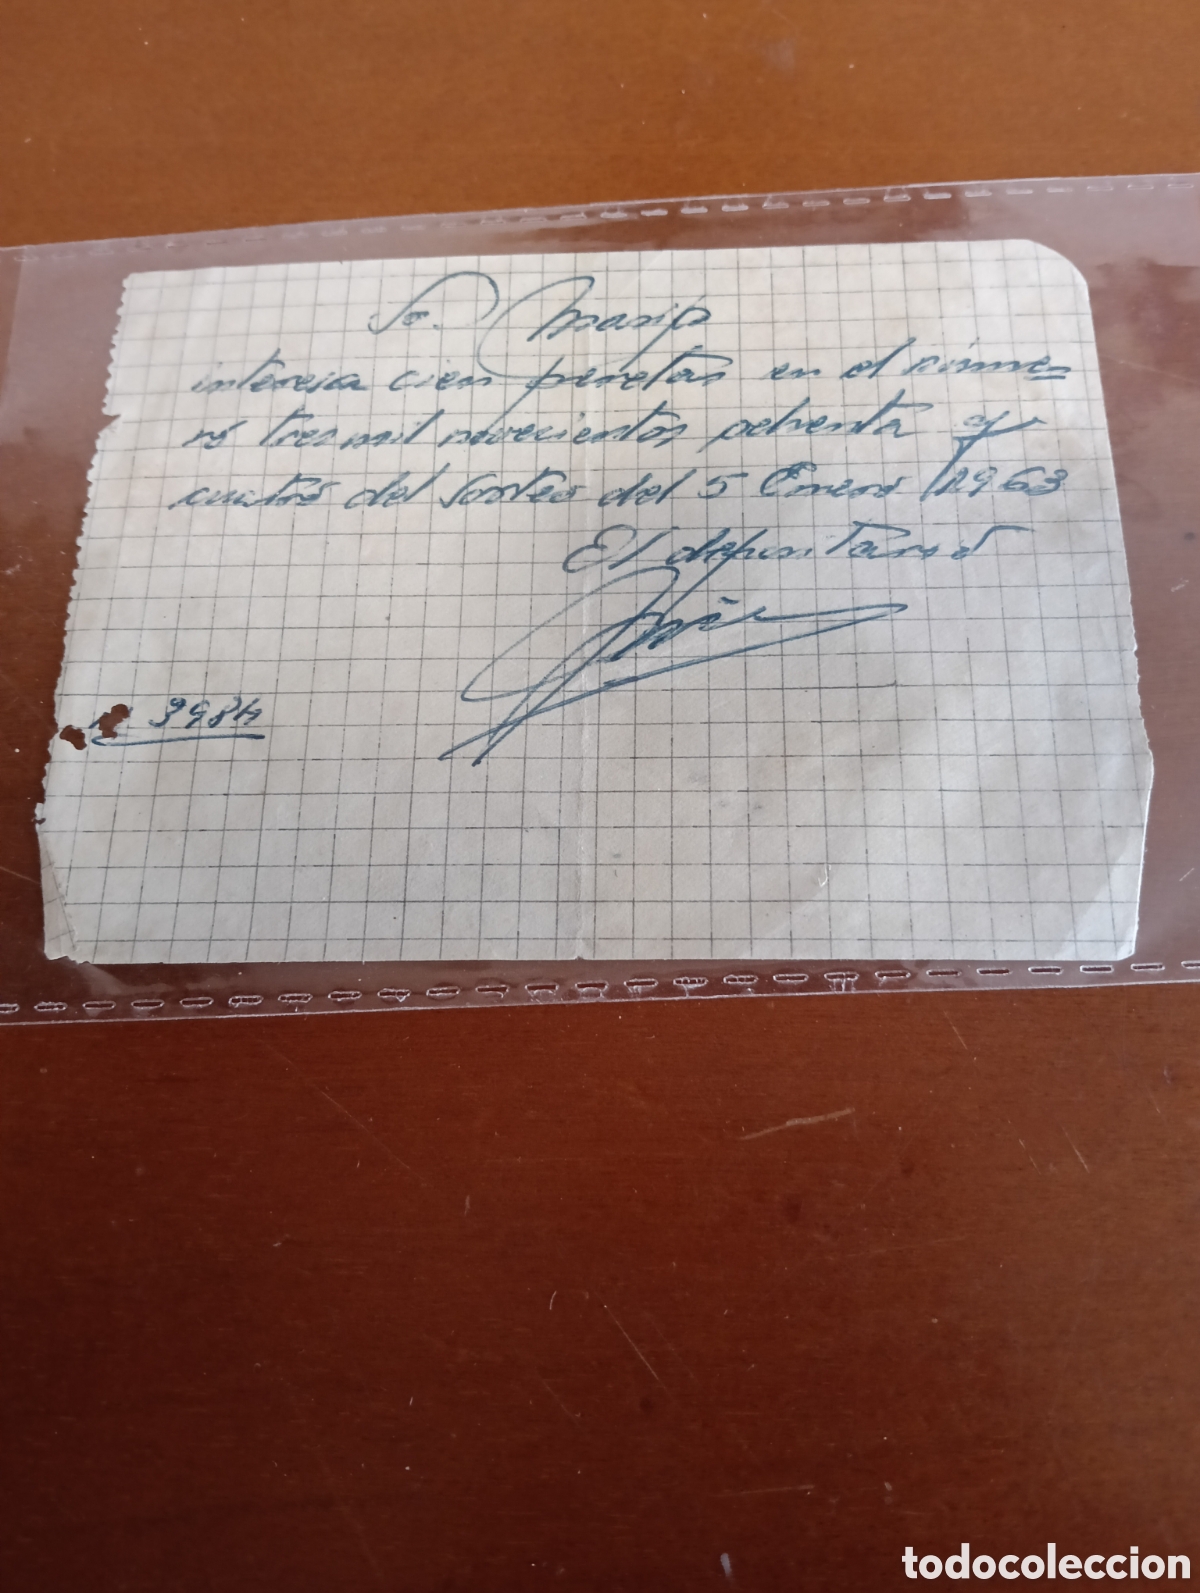 Sr. Masip
interesa cien pesetas en el núme-
ro tres mil novecientos ochenta y
cuatro del Sorteo del 5 Enero 1963
El depositario
Nº 3984
todocoleccion